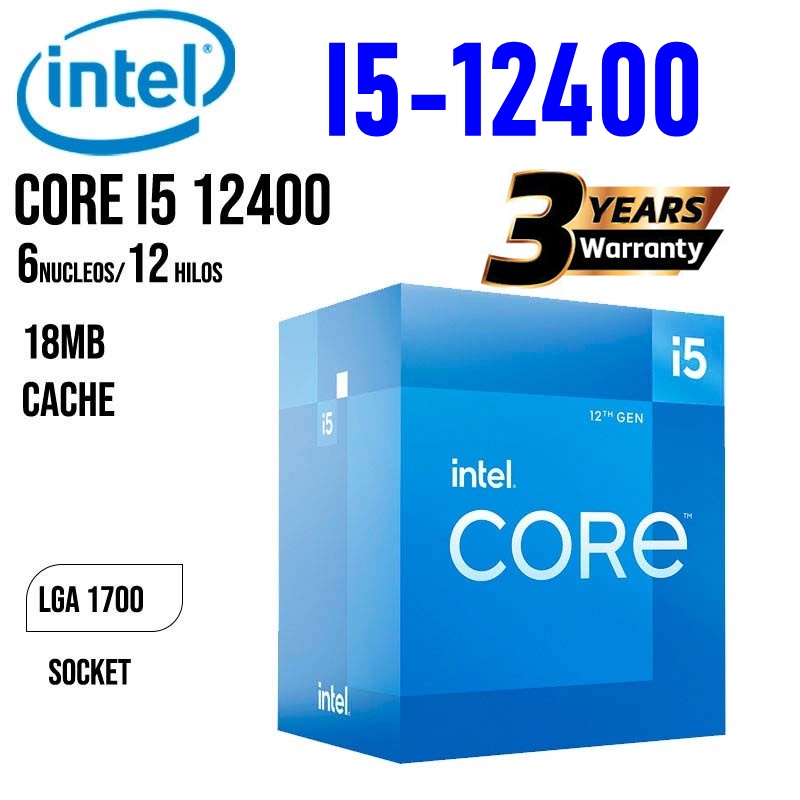 intel®
I5-12400
CORE I5 12400
6NUCLEOS/ 12 HILOS
3 YEARS
Warranty
18MB
CACHE
i5
i5
12TH GEN
intel.
CORe™
LGA 1700
SOCKET
intel.